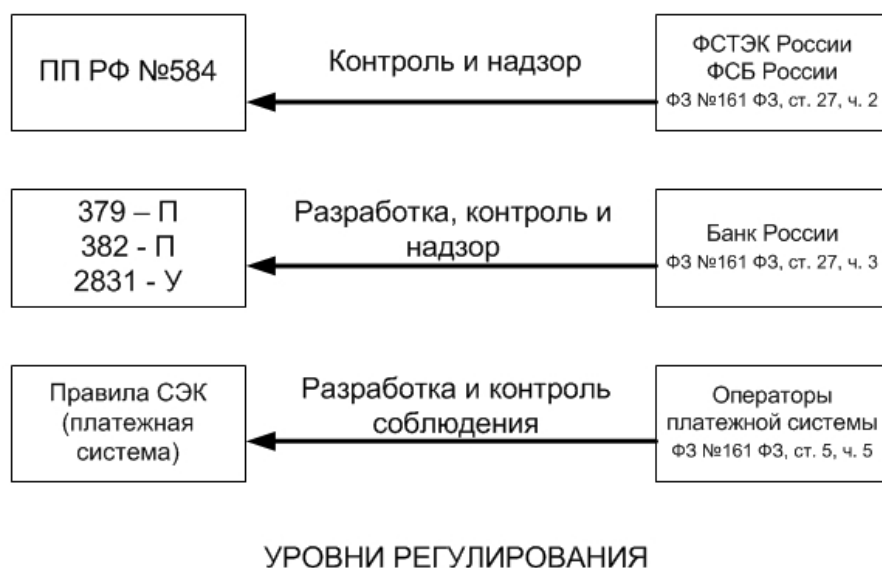 ПП РФ №584
Контроль и надзор
ФСТЭК России
ФСБ России
ФЗ №161 ФЗ, ст. 27, ч. 2
379 – П
382 - П
2831 - У
Разработка, контроль и
надзор
Банк России
ФЗ №161 ФЗ, ст. 27, ч. 3
Правила СЭК
(платежная
система)
Разработка и контроль
соблюдения
Операторы
платежной системы
ФЗ №161 ФЗ, ст. 5, ч. 5
УРОВНИ РЕГУЛИРОВАНИЯ